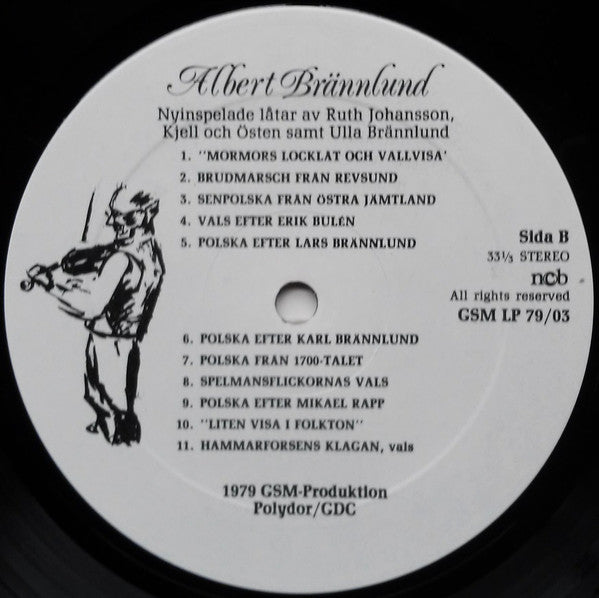 Albert Brännlund
Nyinspelade låtar av Ruth Johansson,
Kjell och Östen samt Ulla Brännlund
1. "MORMORS LOCKLAT OCH VALLVISA'
2. BRUDMARSCH FRÅN REVSUND
3. SENPOLSKA FRÅN ÖSTRA JÄMTLAND
4. VALS EFTER ERIK BULÉN
5. POLSKA EFTER LARS BRÄNNLUND
Sida B
33⅓ STEREO
ncb
All rights reserved
GSM LP 79/03
6. POLSKA EFTER KARL BRÄNNLUND
7. POLSKA FRÅN 1700-TALET
8. SPELMANSFLICKORNAS VALS
9. POLSKA EFTER MIKAEL RAPP
10. "LITEN VISA I FOLKTON"
11. HAMMARFORSENS KLAGAN, vals
1979 GSM-Produktion
Polydor/GDC